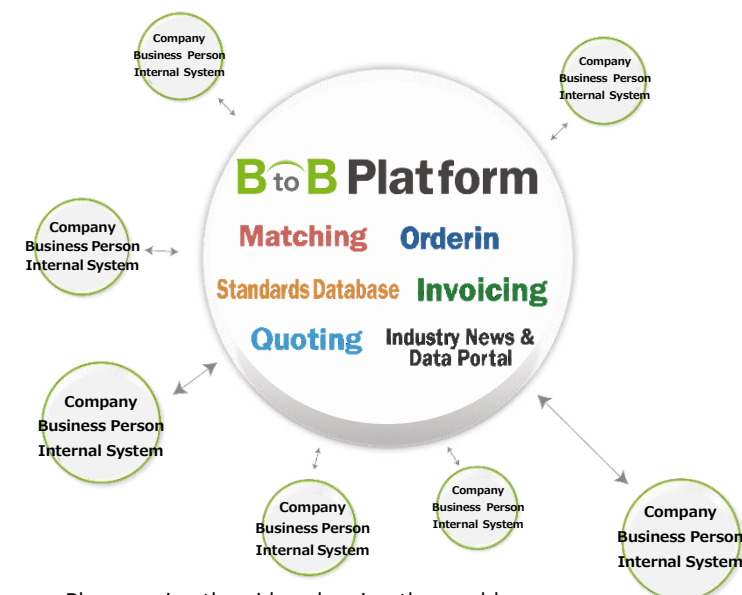 Company
Business Person
Internal System
Company
Business Person
Internal System
BtoB Platform
Matching
Orderin
Standards Database
Invoicing
Quoting
Industry News &
Data Portal
Company
Business Person
Internal System
Company
Business Person
Internal System
Company
Business Person
Internal System
Company
Business Person
Internal System
Company
Business Person
Internal System